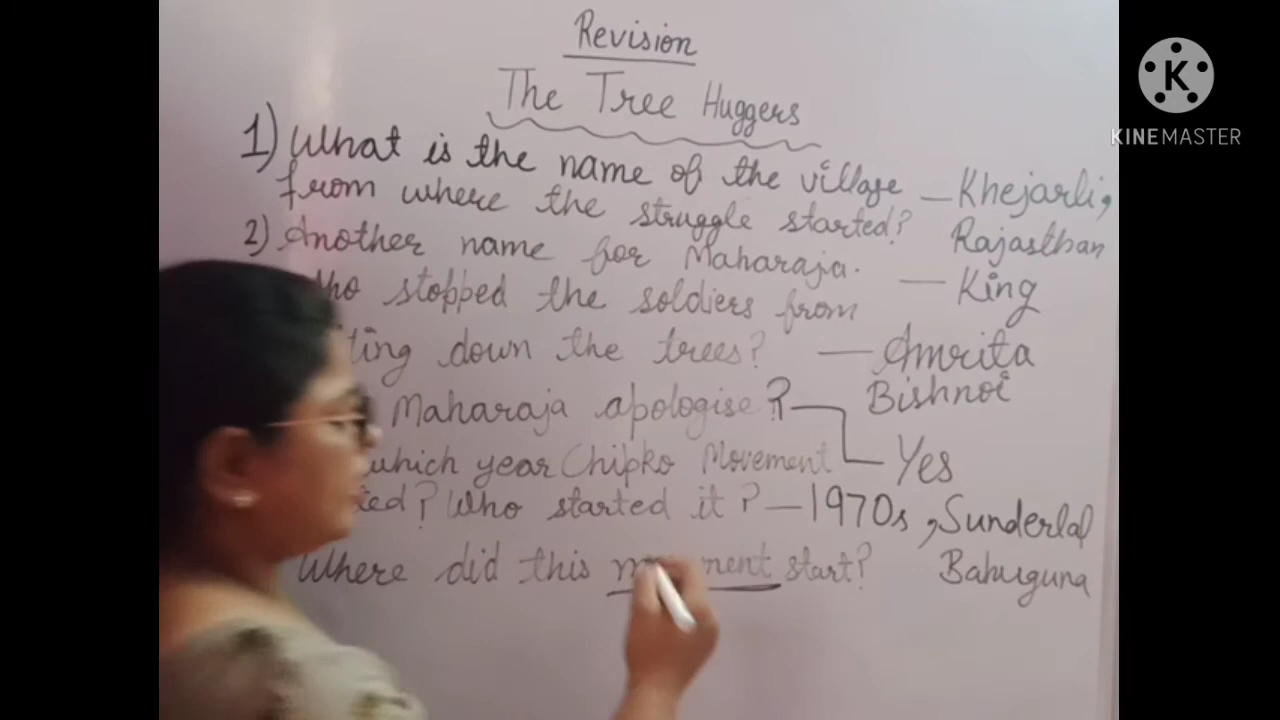 Revision
The Tree Huggers
1) What is the name of the village — Khejarli,
from where the struggle started? Rajasthan
2) Another name for Maharaja. — King
stopped the soldiers from
down the trees? — Amrita
Bishnoi
Maharaja apologise? — Yes
which year Chipko Movement
Who started it? — 1970s, Sunderlal
Bahuguna
Where did this start?
KINEMASTER